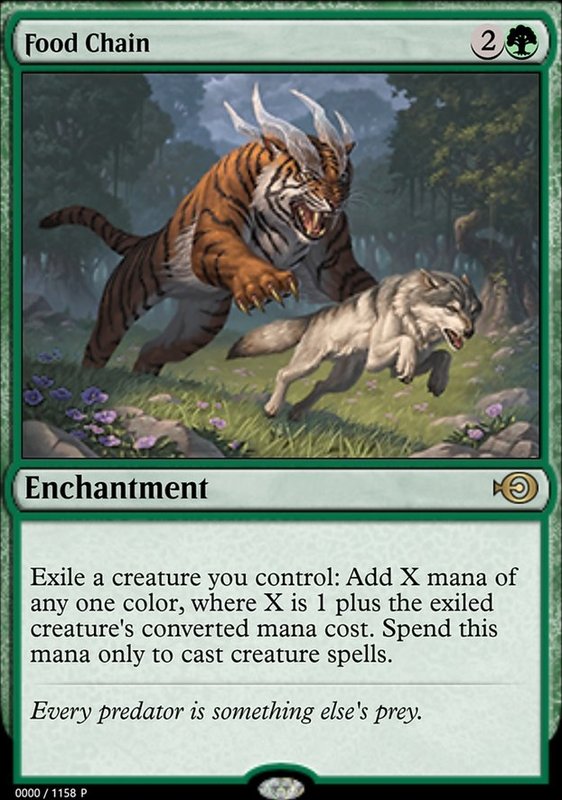 Food Chain
2
Enchantment
Exile a creature you control: Add X mana of
any one color, where X is 1 plus the exiled
creature's converted mana cost. Spend this
mana only to cast creature spells.
Every predator is something else's prey.
0000 / 1158 P